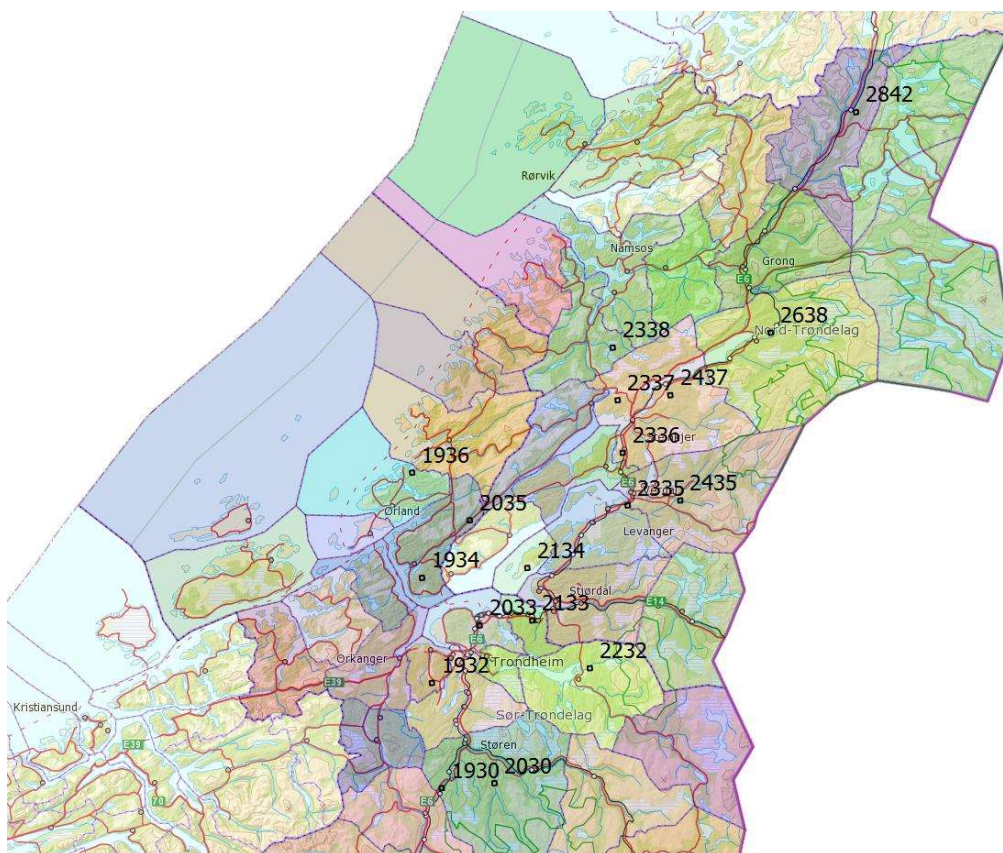 2842
Rørvik
Namsos
Grong
E6
2638
Nord-Trøndelag
2338
2337
2437
2336
1936
E6
2335
2435
2035
Ørland
Levanger
2134
1934
Stjørdal
E14
2033
2133
E6
Trondheim
2232
Orkanger
1932
E39
Kristiansund
Sør-Trøndelag
E39
Støren
1930
2030
70
E6